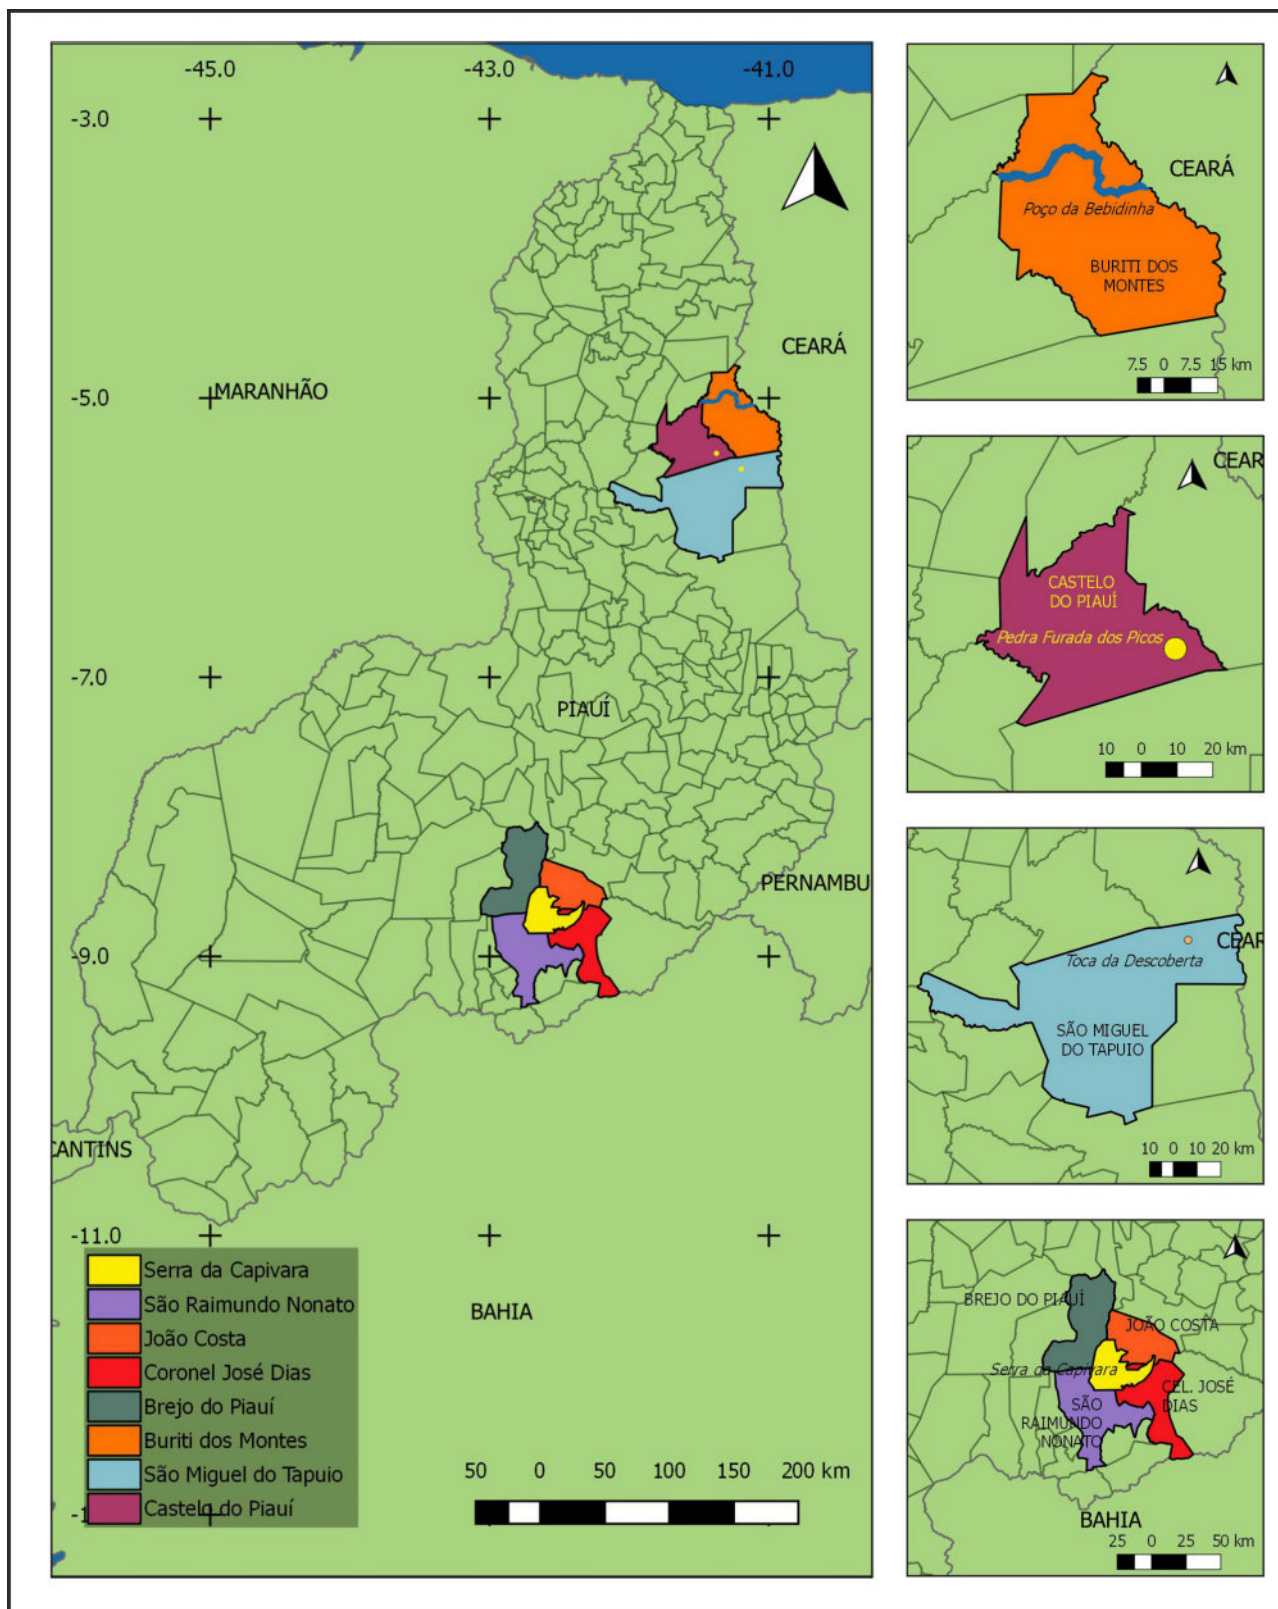 -45.0 -43.0 -41.0
-3.0
CEARÁ
MARANHÃO
-5.0
-7.0
PIAUÍ
PERNAMBU
-9.0
CANTINS
-11.0
BAHIA
Serra da Capivara
São Raimundo Nonato
João Costa
Coronel José Dias
Brejo do Piauí
Buriti dos Montes
São Miguel do Tapuio
Castelo do Piauí
50 0 50 100 150 200 km
CEARÁ
Poço da Bebidinha
BURITI DOS
MONTES
7.5 0 7.5 15 km
CEAR
CASTELO
DO PIAUÍ
Pedra Furada dos Picos
10 0 10 20 km
CEAR
Toca da Descoberta
SÃO MIGUEL
DO TAPUIO
10 0 10 20 km
BREJO DO PIAUÍ
JOÃO COSTA
Serra da Capivara
CEL. JOSÉ
DIAS
SÃO
RAIMUNDO
NONATO
BAHIA
25 0 25 50 km